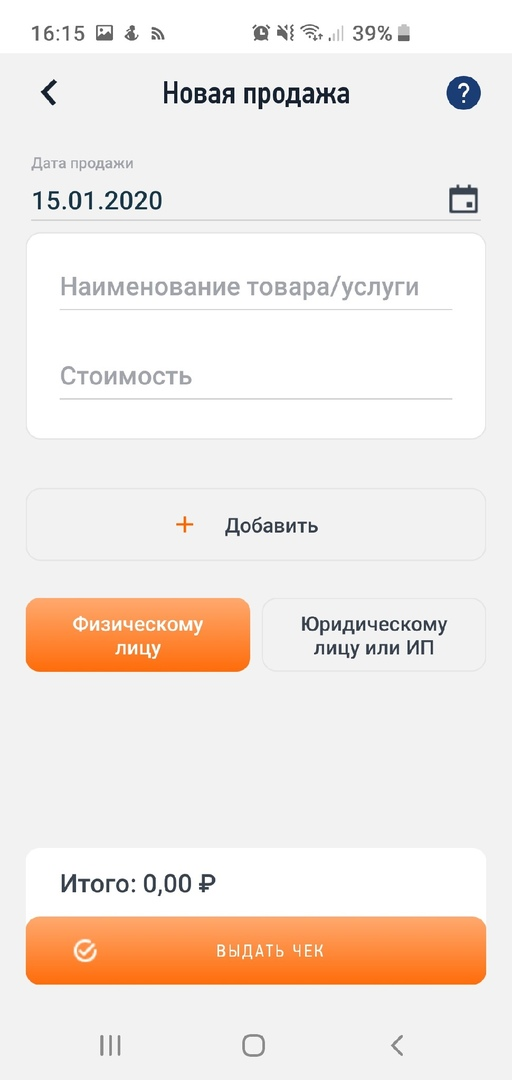 16:15 39%
Новая продажа ?
Дата продажи
15.01.2020
Наименование товара/услуги
Стоимость
+ Добавить
Физическому
лицу
Юридическому
лицу или ИП
Итого: 0,00 ₽
ВЫДАТЬ ЧЕК